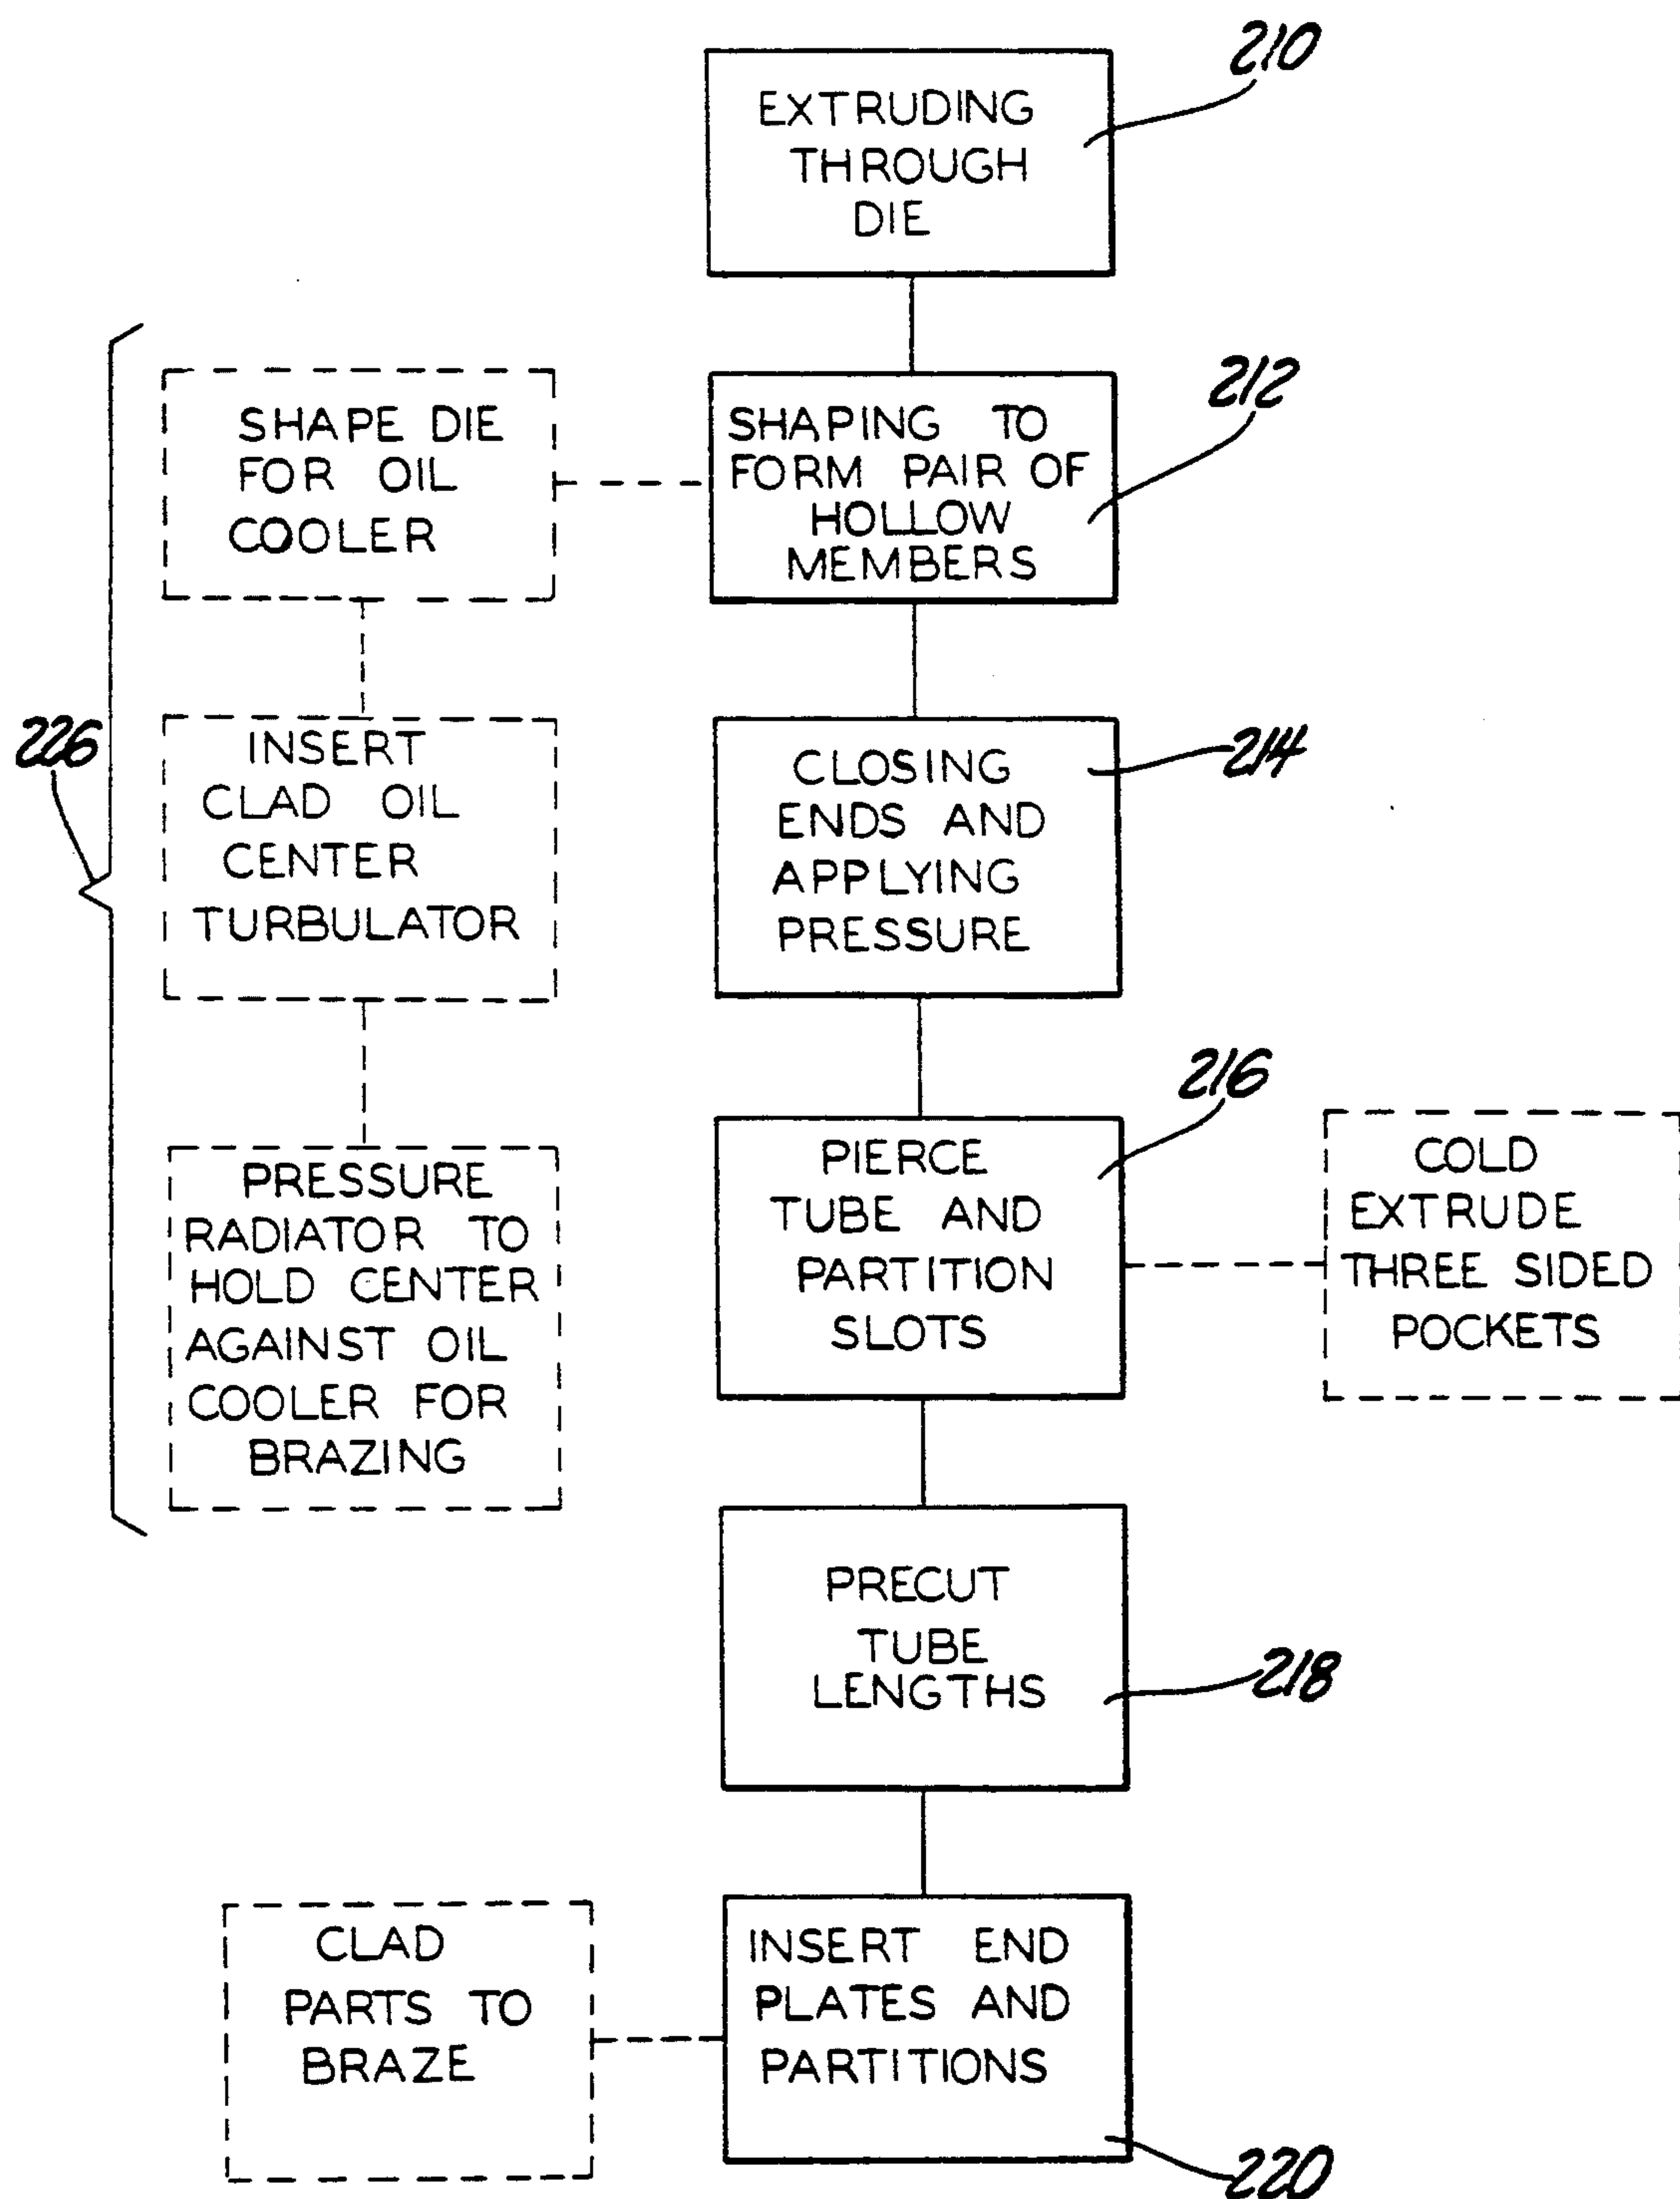 210
EXTRUDING
THROUGH
DIE
212
SHAPING TO
FORM PAIR OF
HOLLOW
MEMBERS
SHAPE DIE
FOR OIL
COOLER
226
INSERT
CLAD OIL
CENTER
TURBULATOR
214
CLOSING
ENDS AND
APPLYING
PRESSURE
PRESSURE
RADIATOR TO
HOLD CENTER
AGAINST OIL
COOLER FOR
BRAZING
216
PIERCE
TUBE AND
PARTITION
SLOTS
COLD
EXTRUDE
THREE SIDED
POCKETS
PRECUT
TUBE
LENGTHS
218
CLAD
PARTS TO
BRAZE
INSERT END
PLATES AND
PARTITIONS
220